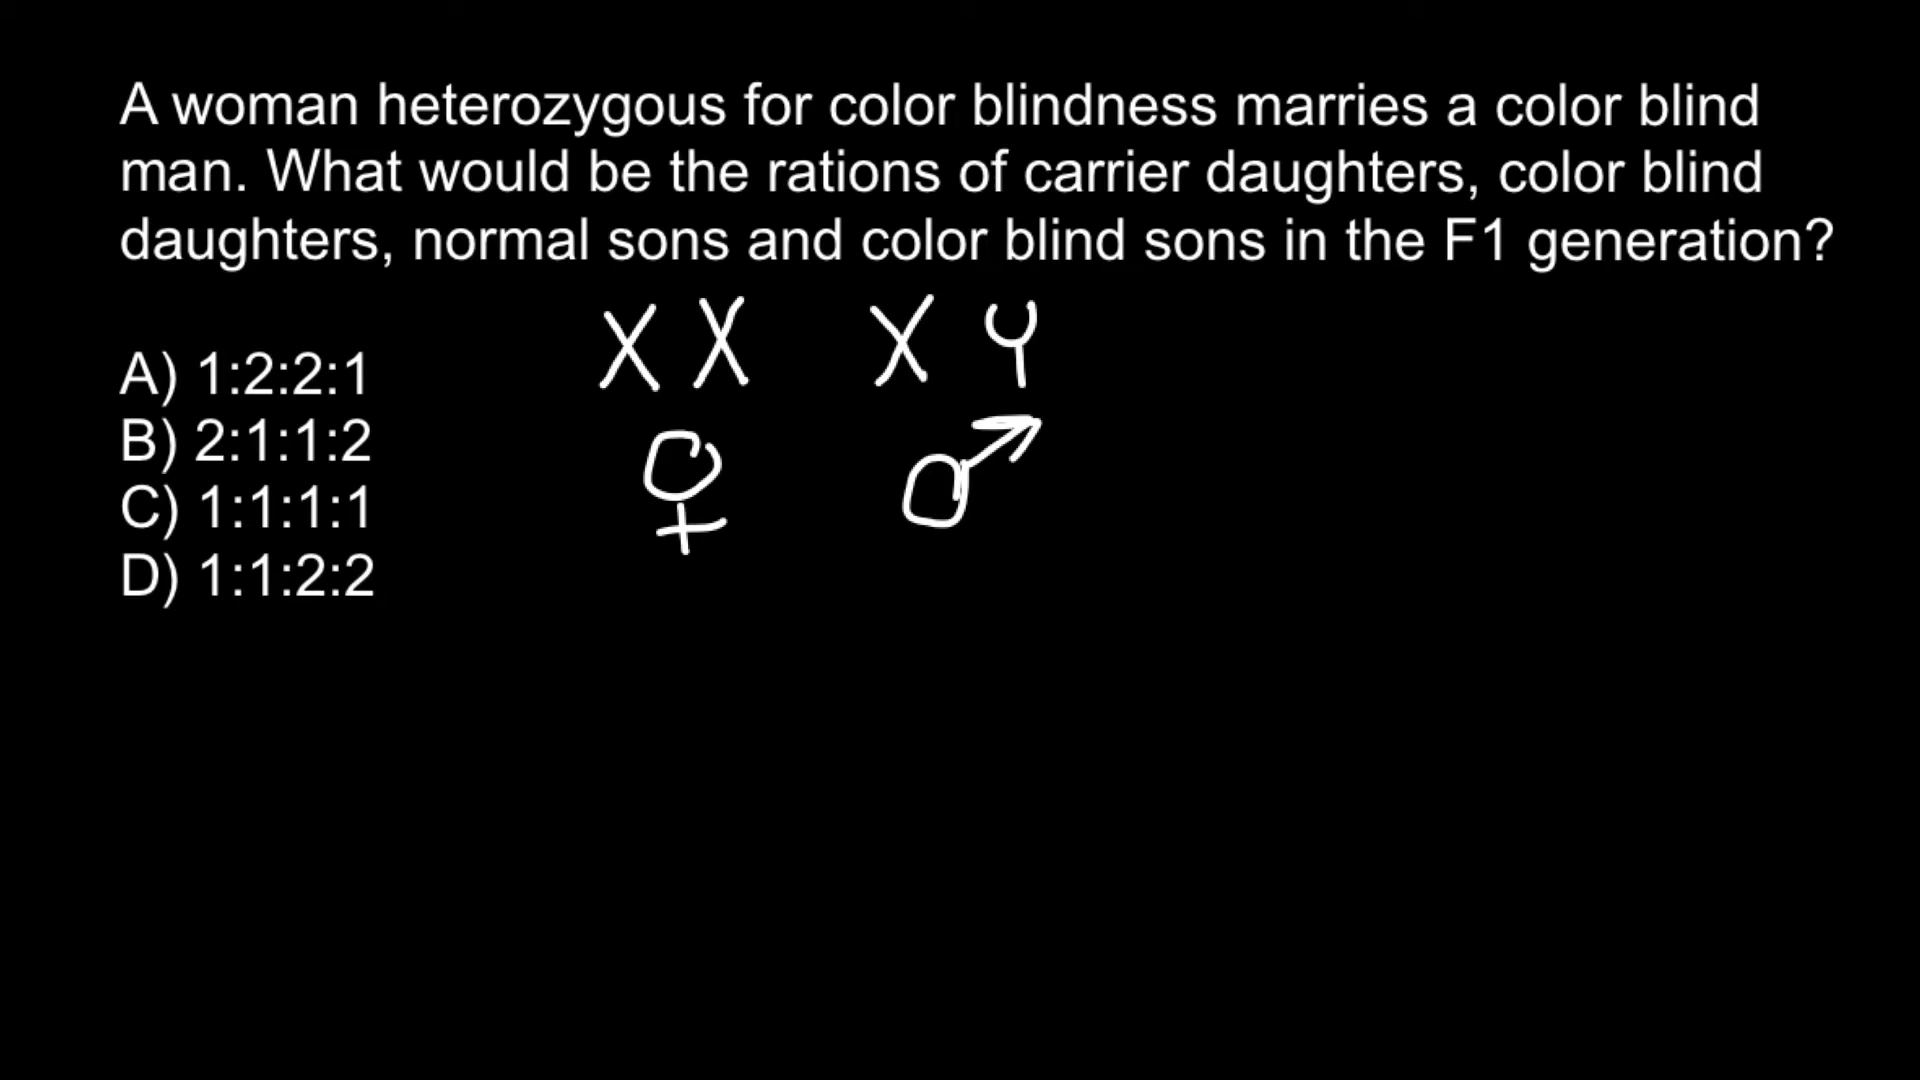 A woman heterozygous for color blindness marries a color blind
man. What would be the rations of carrier daughters, color blind
daughters, normal sons and color blind sons in the F1 generation?
X X X Y
A) 1:2:2:1
B) 2:1:1:2
♀ ♂
C) 1:1:1:1
D) 1:1:2:2